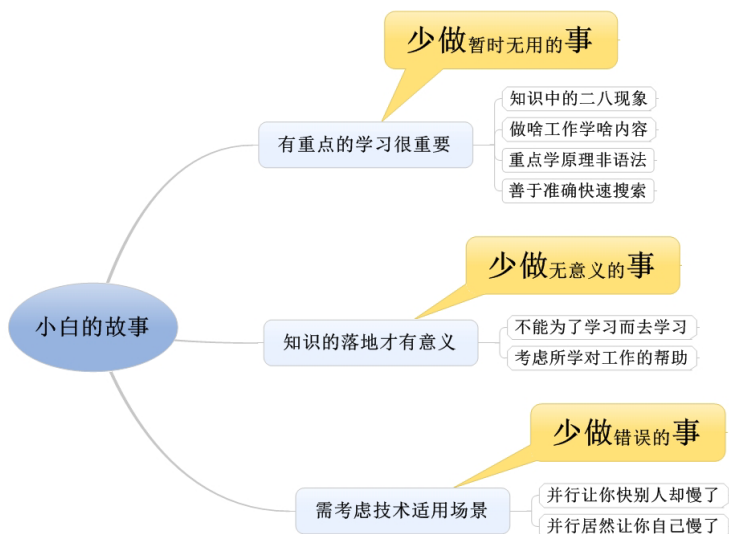 少做暂时无用的事
有重点的学习很重要
知识中的二八现象
做啥工作学啥内容
重点学原理非语法
善于准确快速搜索
少做无意义的事
小白的故事
知识的落地才有意义
不能为了学习而去学习
考虑所学对工作的帮助
少做错误的事
需考虑技术适用场景
并行让你快别人却慢了
并行居然让你自己慢了